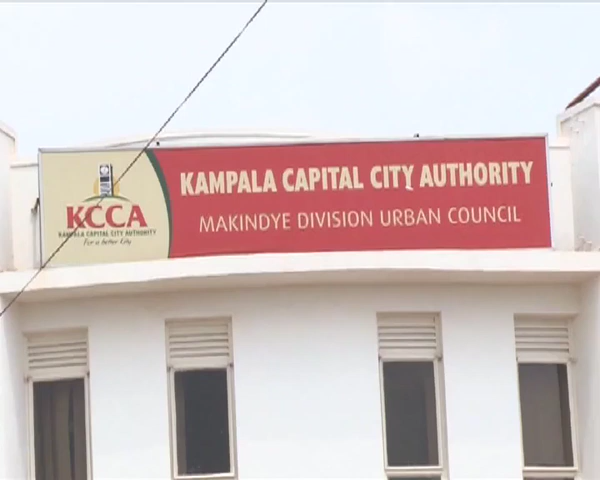 KCCA
KAMPALA CAPITAL CITY AUTHORITY
For a better City
KAMPALA CAPITAL CITY AUTHORITY
MAKINDYE DIVISION URBAN COUNCIL